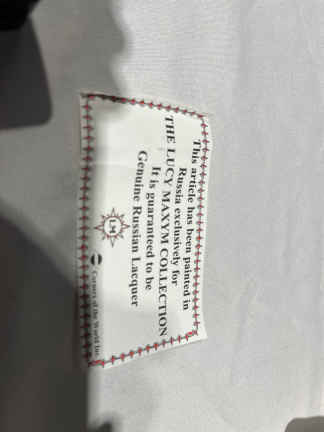 This article has been painted in
Russia exclusively for
THE LUCY MAXYM COLLECTION
It is guaranteed to be
Genuine Russian Lacquer
LM
Corners of the World Inc.